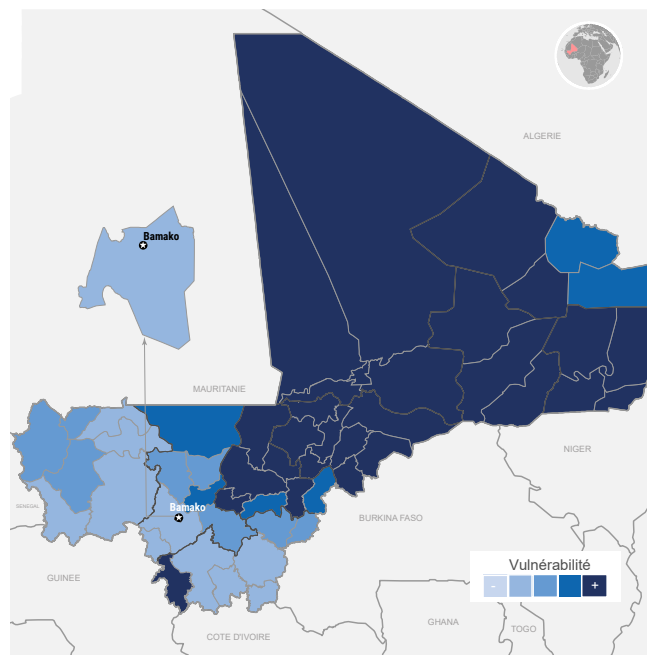 ALGERIE
Bamako
MAURITANIE
NIGER
SENEGAL
Bamako
BURKINA FASO
Vulnérabilité
- +
GUINEE
GHANA
TOGO
COTE D'IVOIRE